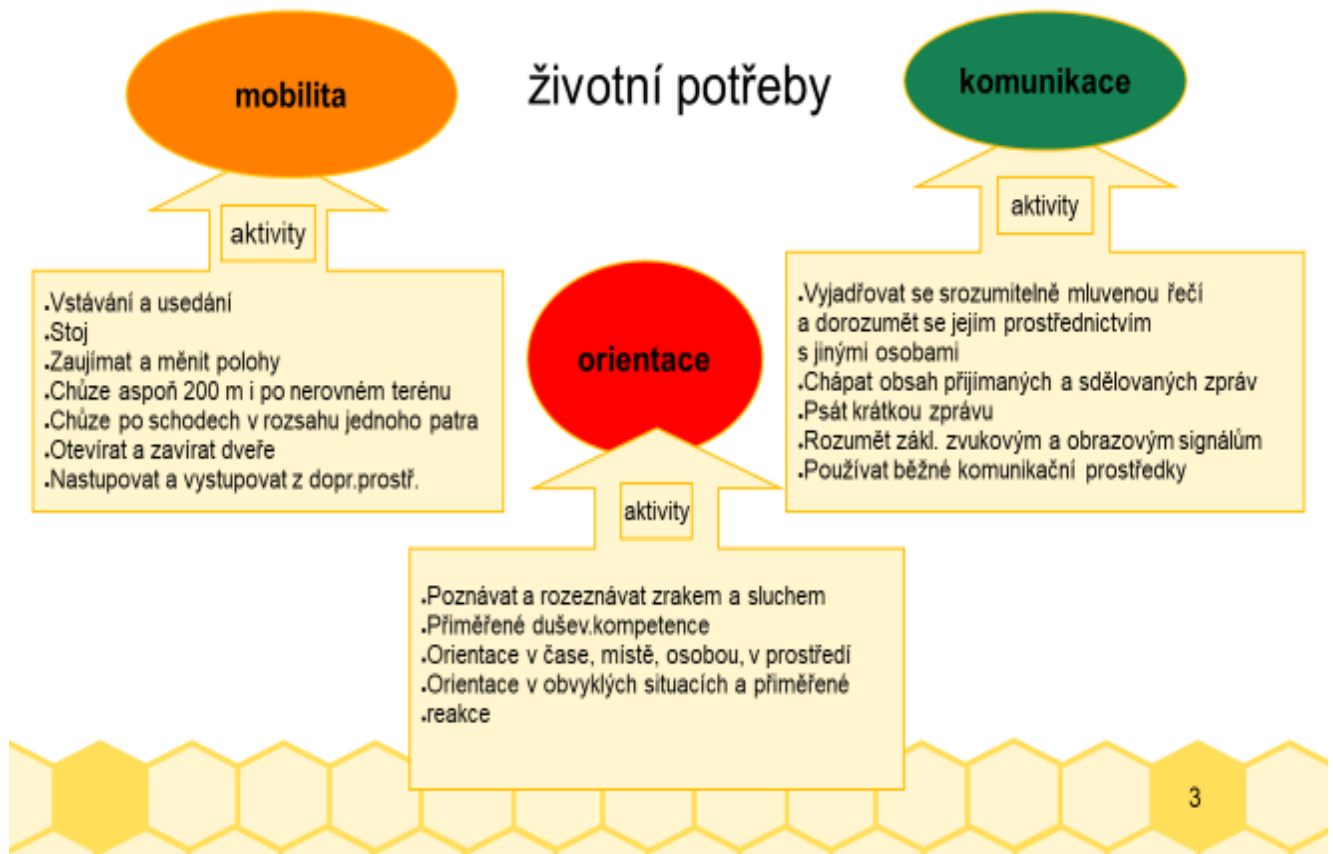 životní potřeby
mobilita
aktivity
•Vstávání a usedání
•Stoj
•Zaujímat a měnit polohy
•Chůze aspoň 200 m i po nerovném terénu
•Chůze po schodech v rozsahu jednoho patra
•Otevírat a zavírat dveře
•Nastupovat a vystupovat z dopr.prostř.
orientace
aktivity
•Poznávat a rozeznávat zrakem a sluchem
•Přiměřené dušev.kompetence
•Orientace v čase, místě, osobou, v prostředí
•Orientace v obvyklých situacích a přiměřené
•reakce
komunikace
aktivity
•Vyjadřovat se srozumitelně mluvenou řečí
a dorozumět se jejím prostřednictvím
s jinými osobami
•Chápat obsah přijímaných a sdělovaných zpráv
•Psát krátkou zprávu
•Rozumět zákl. zvukovým a obrazovým signálům
•Používat běžné komunikační prostředky
3